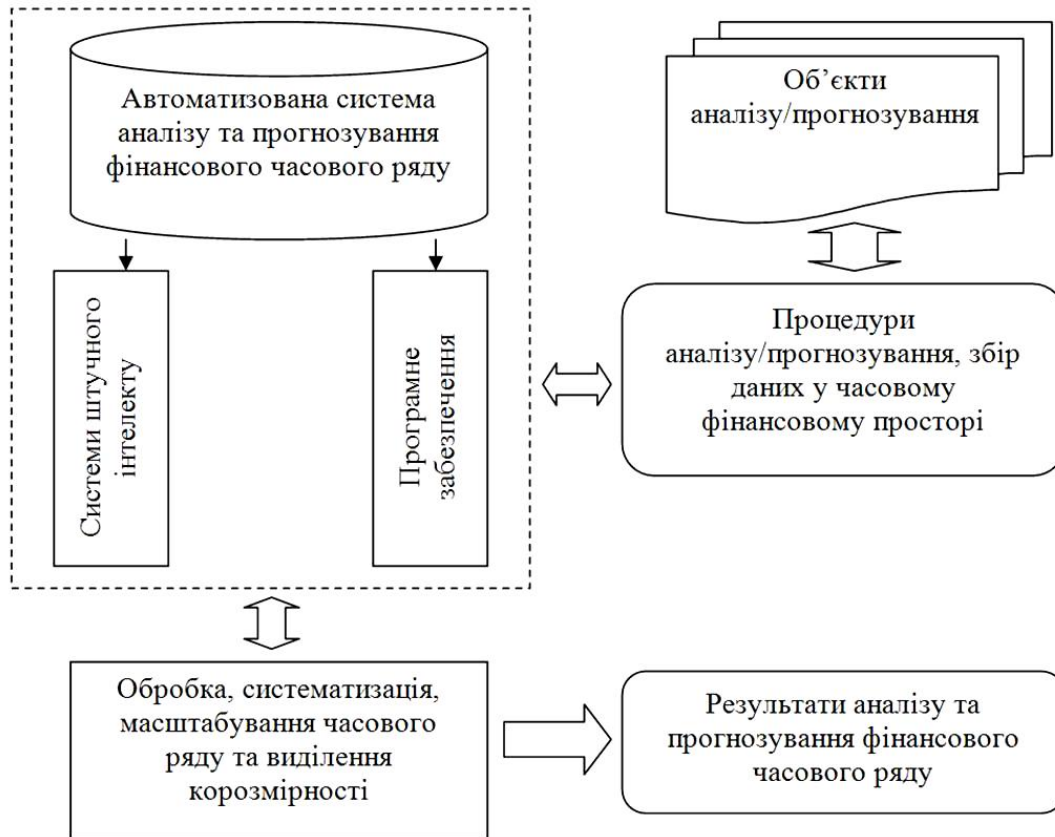 Автоматизована система
аналізу та прогнозування
фінансового часового ряду
Об’єкти
аналізу/прогнозування
Системи штучного
інтелекту
Програмне
забезпечення
Процедури
аналізу/прогнозування, збір
даних у часовому
фінансовому просторі
Обробка, систематизація,
масштабування часового
ряду та виділення
корозмірності
Результати аналізу та
прогнозування фінансового
часового ряду